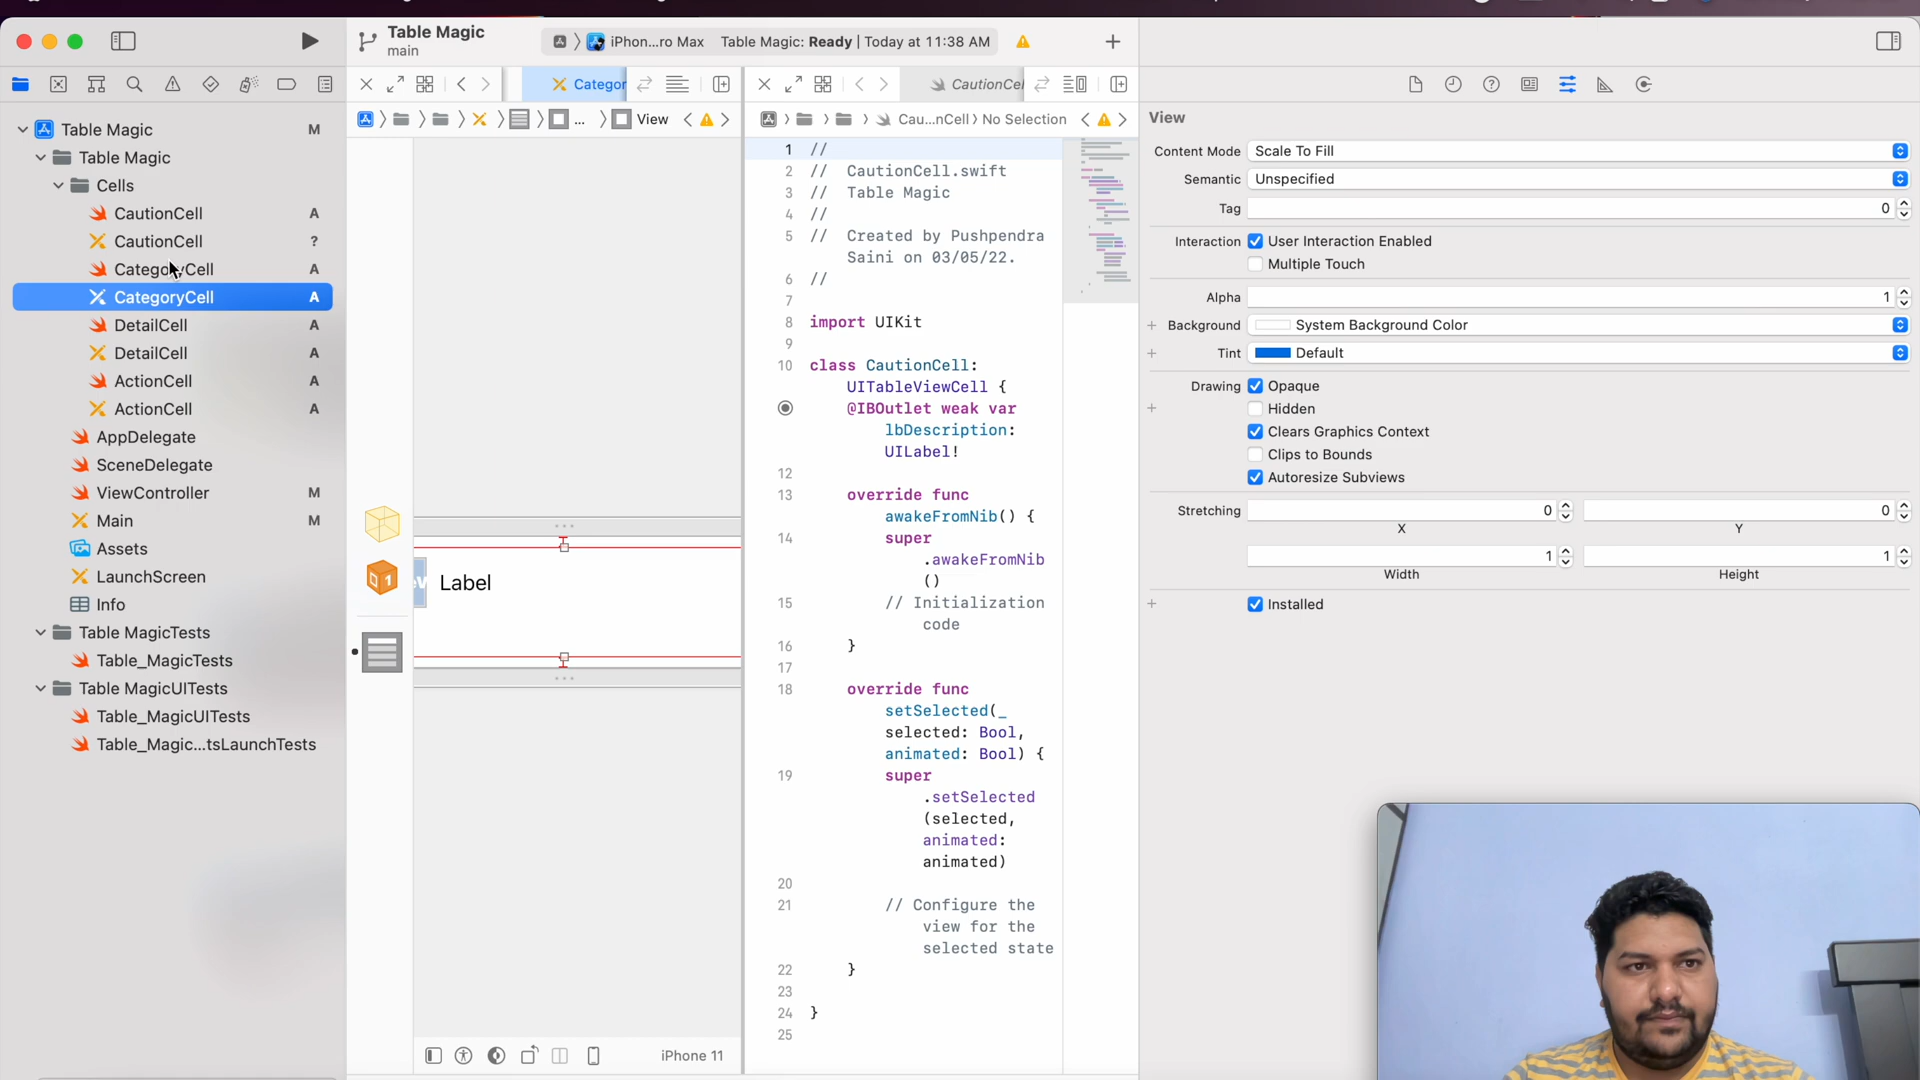 Table Magic
main
iPhon...ro Max
Table Magic: Ready | Today at 11:38 AM
Categor
CautionCel
View
Cau...nCell
No Selection
Table Magic M
Table Magic
Cells
CautionCell A
CautionCell ?
CategoryCell A
CategoryCell A
DetailCell A
DetailCell A
ActionCell A
ActionCell A
AppDelegate
SceneDelegate
ViewController M
Main M
Assets
LaunchScreen
Info
Table MagicTests
Table_MagicTests
Table MagicUITests
Table_MagicUITests
Table_Magic...tsLaunchTests
Label
iPhone 11
1 //
2 // CautionCell.swift
3 // Table Magic
4 //
5 // Created by Pushpendra
Saini on 03/05/22.
6 //
7
8 import UIKit
9
10 class CautionCell:
UITableViewCell {
@IBOutlet weak var
lbDescription:
UILabel!
12
13 override func
awakeFromNib() {
14 super
.awakeFromNib
()
15 // Initialization
code
16 }
17
18 override func
setSelected(_
selected: Bool,
animated: Bool) {
19 super
.setSelected
(selected,
animated:
animated)
20
21 // Configure the
view for the
selected state
22 }
23
24 }
25
View
Content Mode Scale To Fill
Semantic Unspecified
Tag 0
Interaction User Interaction Enabled
Multiple Touch
Alpha 1
Background System Background Color
Tint Default
Drawing Opaque
Hidden
Clears Graphics Context
Clips to Bounds
Autoresize Subviews
Stretching 0 0
X Y
1 1
Width Height
Installed